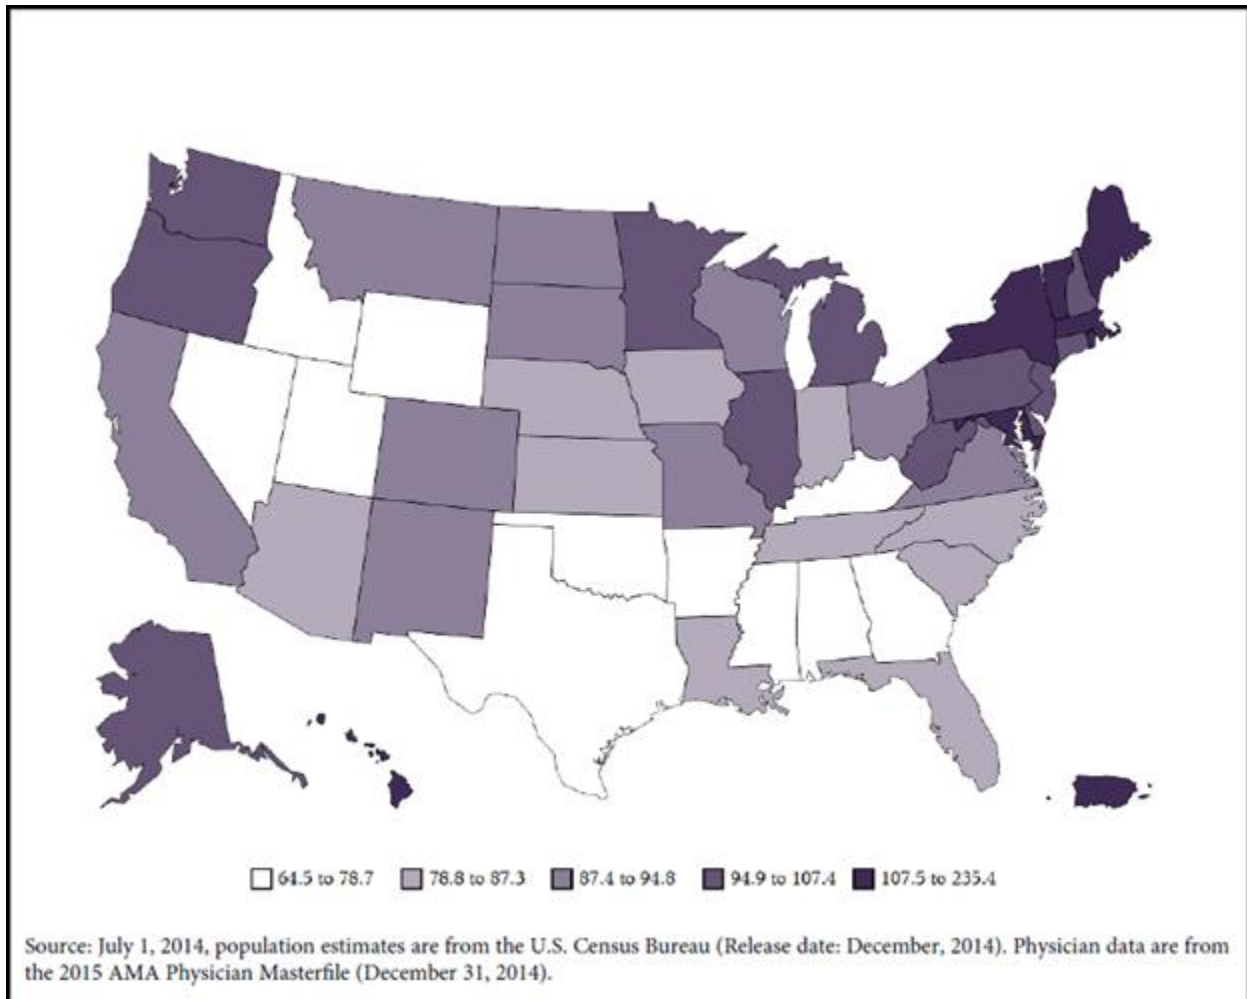 64.5 to 78.7 78.8 to 87.3 87.4 to 94.8 94.9 to 107.4 107.5 to 235.4
Source: July 1, 2014, population estimates are from the U.S. Census Bureau (Release date: December, 2014). Physician data are from
the 2015 AMA Physician Masterfile (December 31, 2014).